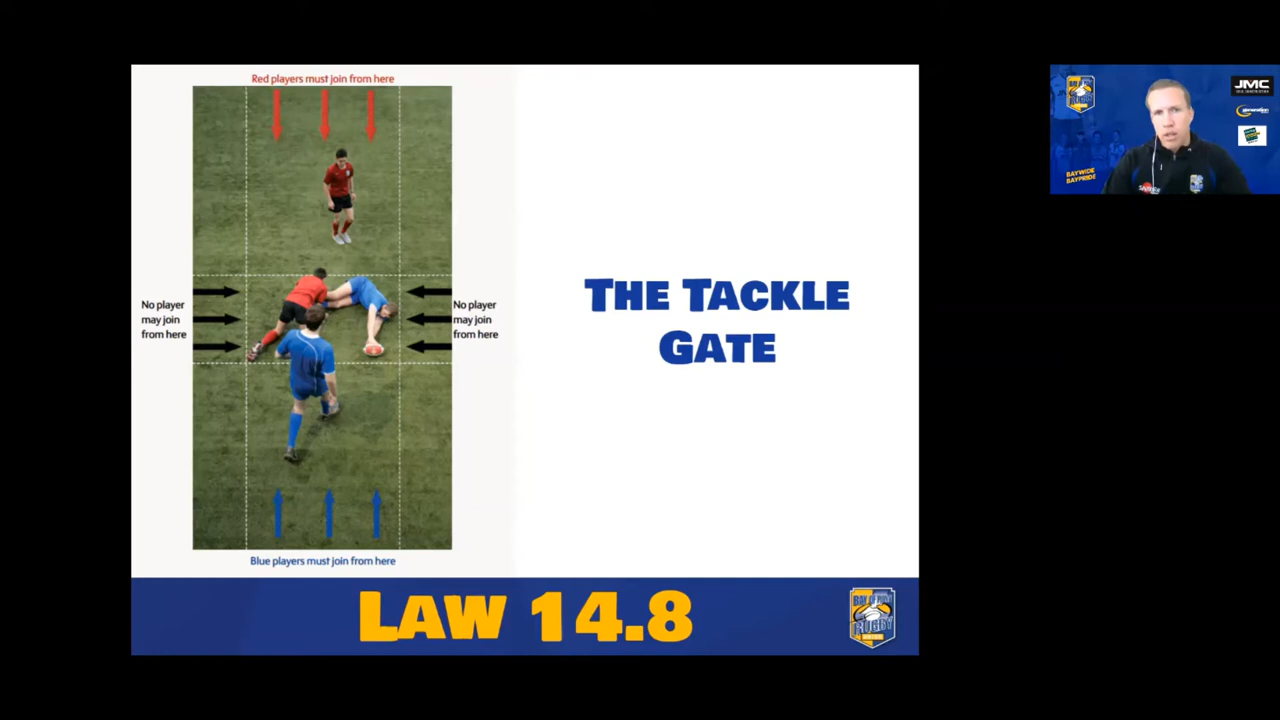 Red players must join from here
No player
may join
from here
No player
may join
from here
THE TACKLE
GATE
Blue players must join from here
LAW 14.8
RUGBY
JMC
BAYWIDE
BAYPRIDE